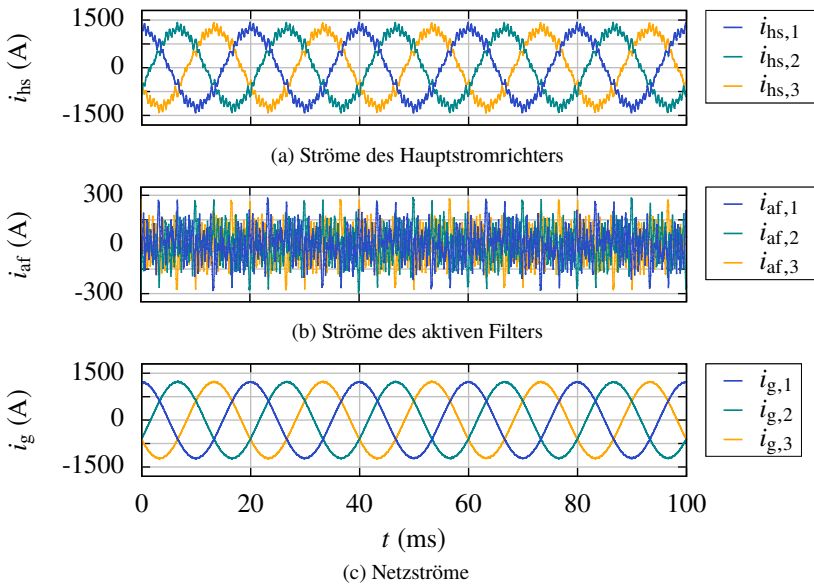 1500
0
-1500
i_hs (A)
i_hs,1
i_hs,2
i_hs,3
(a) Ströme des Hauptstromrichters
300
0
-300
i_af (A)
i_af,1
i_af,2
i_af,3
(b) Ströme des aktiven Filters
1500
0
-1500
i_g (A)
i_g,1
i_g,2
i_g,3
0 20 40 60 80 100
t (ms)
(c) Netzströme